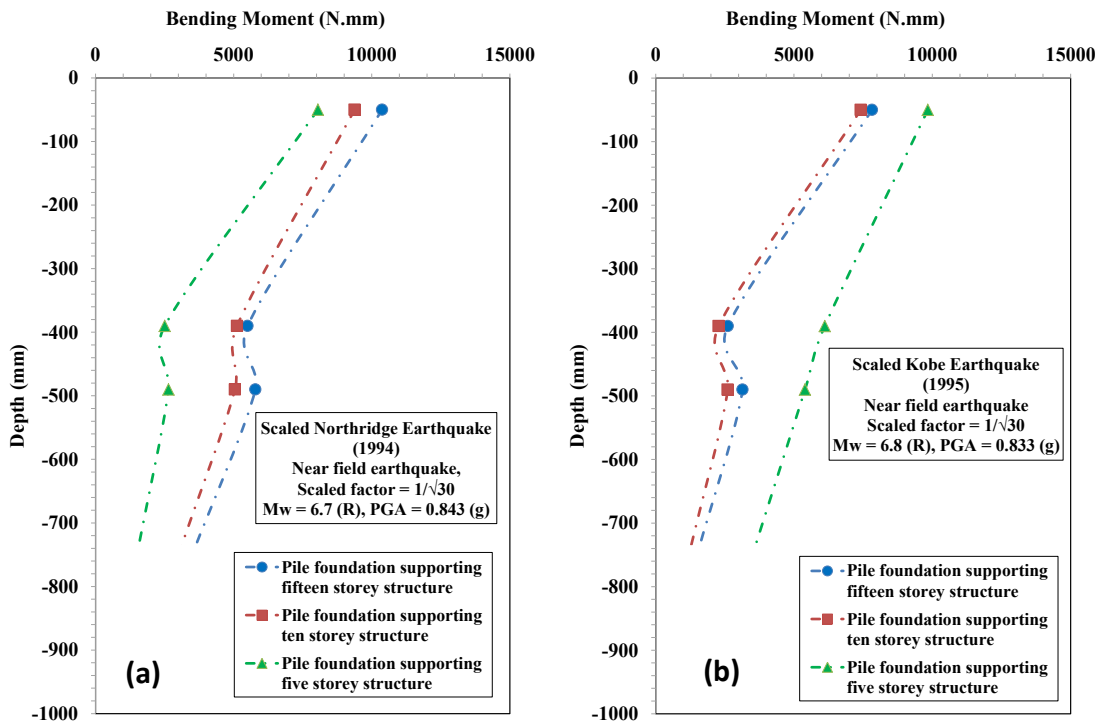 Bending Moment (N.mm)
0 5000 10000 15000
0
-100
-200
-300
-400
-500
-600
-700
-800
-900
-1000
Depth (mm)
Scaled Northridge Earthquake
(1994)
Near field earthquake,
Scaled factor = 1/√30
Mw = 6.7 (R), PGA = 0.843 (g)
Pile foundation supporting
fifteen storey structure
Pile foundation supporting
ten storey structure
Pile foundation supporting
five storey structure
(a)
Bending Moment (N.mm)
0 5000 10000 15000
0
-100
-200
-300
-400
-500
-600
-700
-800
-900
-1000
Depth (mm)
Scaled Kobe Earthquake
(1995)
Near field earthquake
Scaled factor = 1/√30
Mw = 6.8 (R), PGA = 0.833 (g)
Pile foundation supporting
fifteen storey structure
Pile foundation supporting
ten storey structure
Pile foundation supporting
five storey structure
(b)